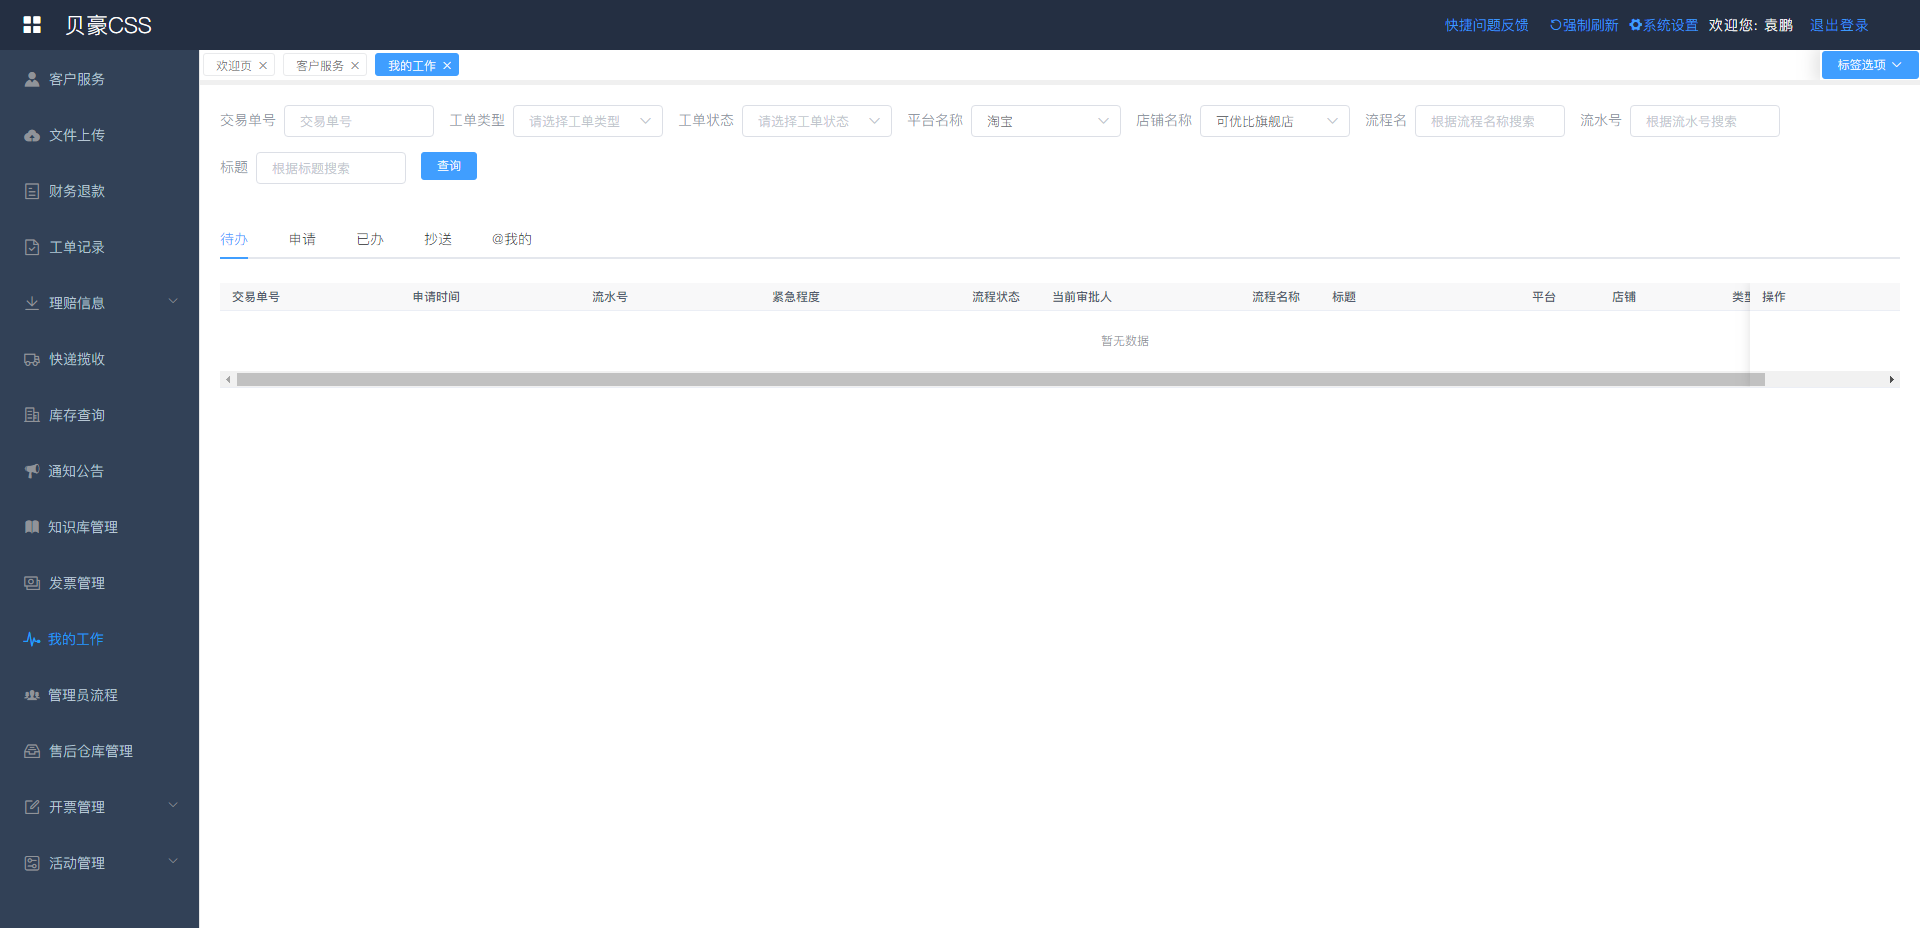 贝豪CSS
快捷问题反馈 强制刷新 系统设置 欢迎您: 袁鹏 退出登录
客户服务
文件上传
财务退款
工单记录
理赔信息
快递揽收
库存查询
通知公告
知识库管理
发票管理
我的工作
管理员流程
售后仓库管理
开票管理
活动管理
欢迎页 客户服务 我的工作 标签选项
交易单号 交易单号 工单类型 请选择工单类型 工单状态 请选择工单状态 平台名称 淘宝 店铺名称 可优比旗舰店 流程名 根据流程名称搜索 流水号 根据流水号搜索
标题 根据标题搜索 查询
待办 申请 已办 抄送 @我的
交易单号 申请时间 流水号 紧急程度 流程状态 当前审批人 流程名称 标题 平台 店铺 类型 操作
暂无数据